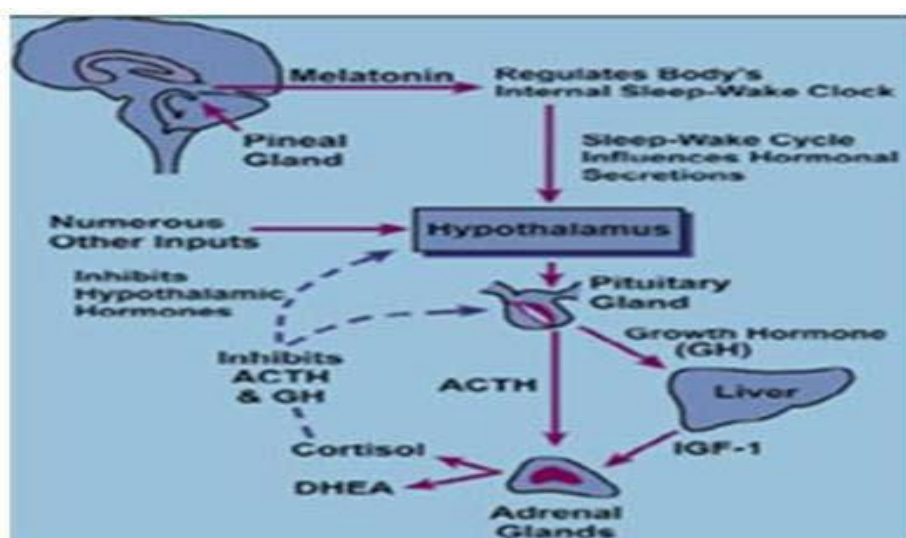 Melatonin
Regulates Body's
Internal Sleep-Wake Clock
Pineal
Gland
Sleep-Wake Cycle
Influences Hormonal
Secretions
Numerous
Other Inputs
Hypothalamus
Inhibits
Hypothalamic
Hormones
Pituitary
Gland
Growth Hormone
(GH)
Inhibits
ACTH
& GH
ACTH
Liver
Cortisol
IGF-1
DHEA
Adrenal
Glands